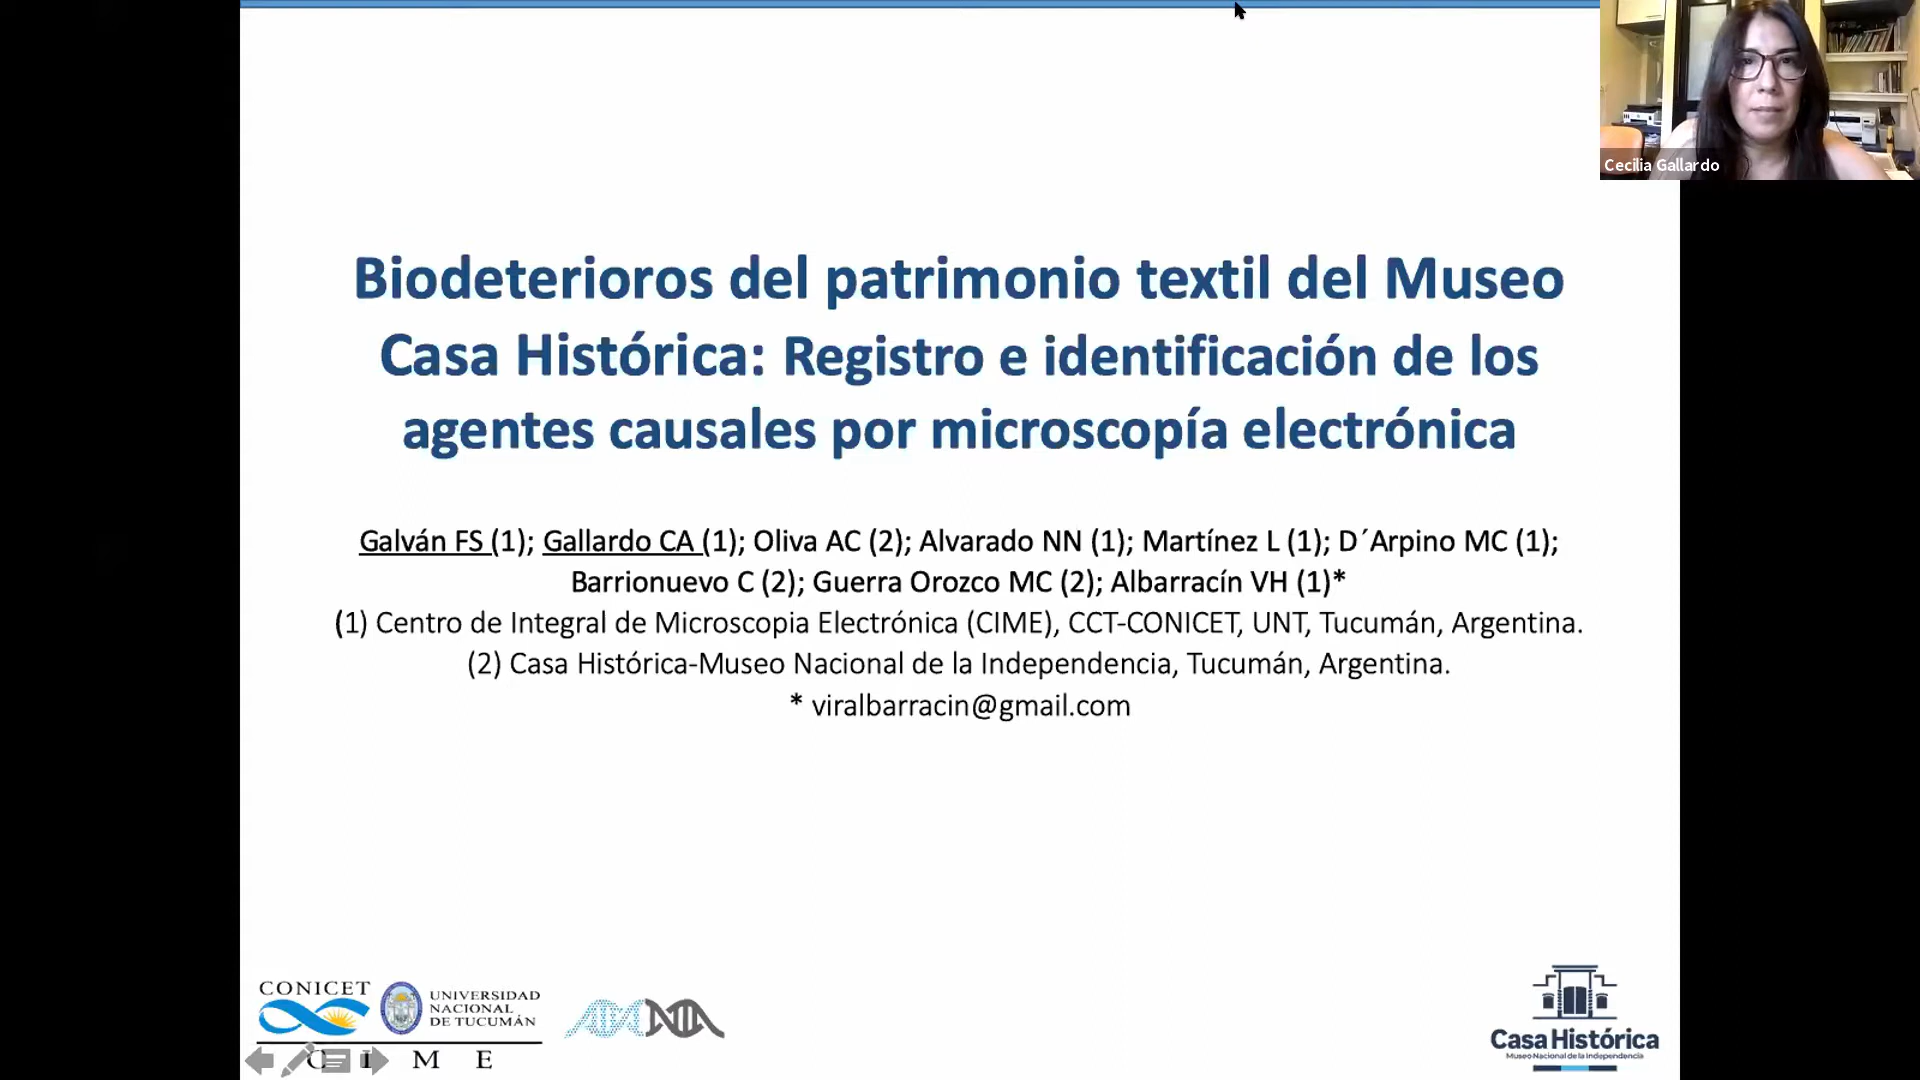 Cecilia Gallardo
Biodeterioros del patrimonio textil del Museo
Casa Histórica: Registro e identificación de los
agentes causales por microscopía electrónica
Galván FS (1); Gallardo CA (1); Oliva AC (2); Alvarado NN (1); Martínez L (1); D´Arpino MC (1);
Barrionuevo C (2); Guerra Orozco MC (2); Albarracín VH (1)*
(1) Centro de Integral de Microscopia Electrónica (CIME), CCT-CONICET, UNT, Tucumán, Argentina.
(2) Casa Histórica-Museo Nacional de la Independencia, Tucumán, Argentina.
* viralbarracin@gmail.com
CONICET
UNIVERSIDAD
NACIONAL
DE TUCUMÁN
C I M E
Casa Histórica
Museo Nacional de la Independencia